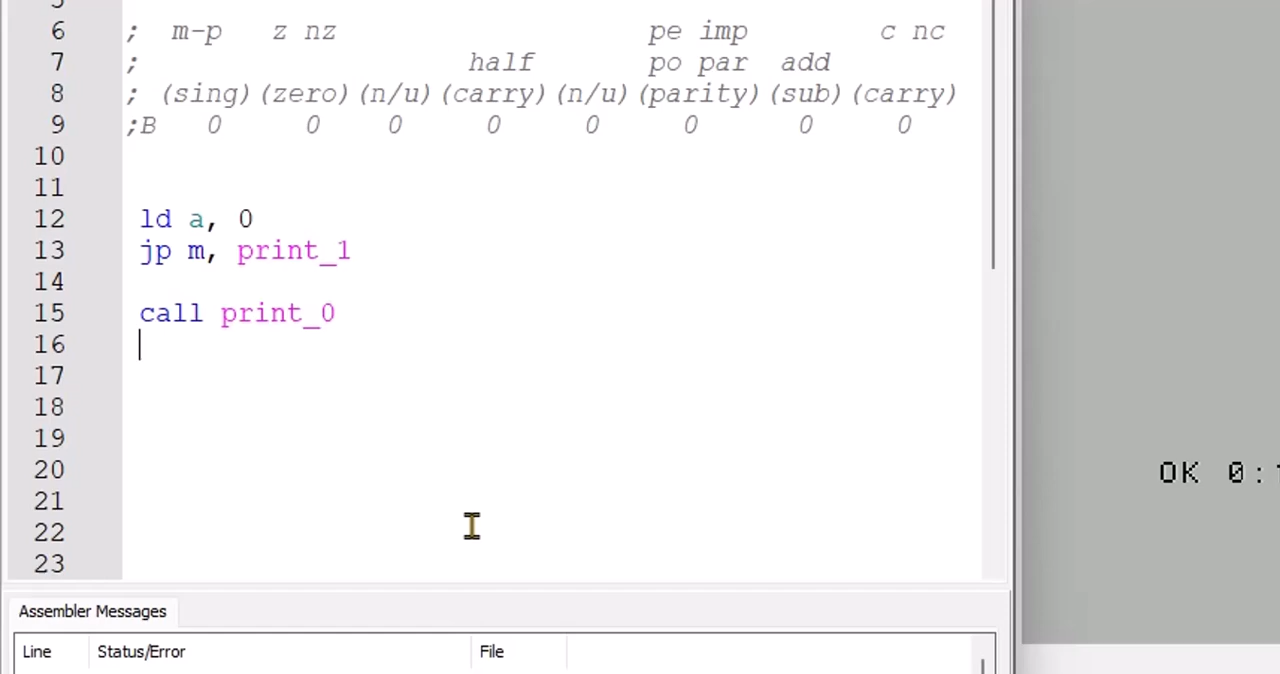 6 ; m-p z nz pe imp c nc
7 ; half po par add
8 ; (sing)(zero)(n/u)(carry)(n/u)(parity)(sub)(carry)
9 ;B 0 0 0 0 0 0 0 0
10
11
12 ld a, 0
13 jp m, print_1
14
15 call print_0
16
17
18
19
20
21
22
23
OK 0:
Assembler Messages
Line Status/Error File